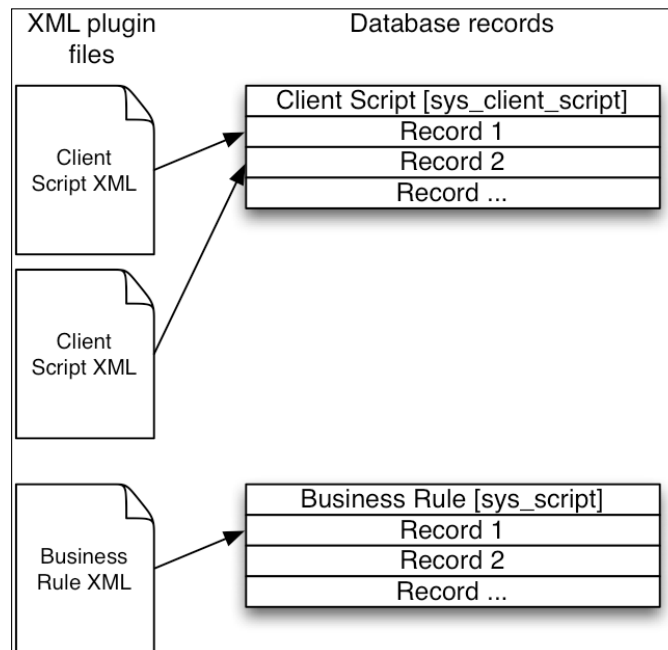 XML plugin
files
Database records
Client
Script XML
Client Script [sys_client_script]
Record 1
Record 2
Record ...
Client
Script XML
Business
Rule XML
Business Rule [sys_script]
Record 1
Record 2
Record ...